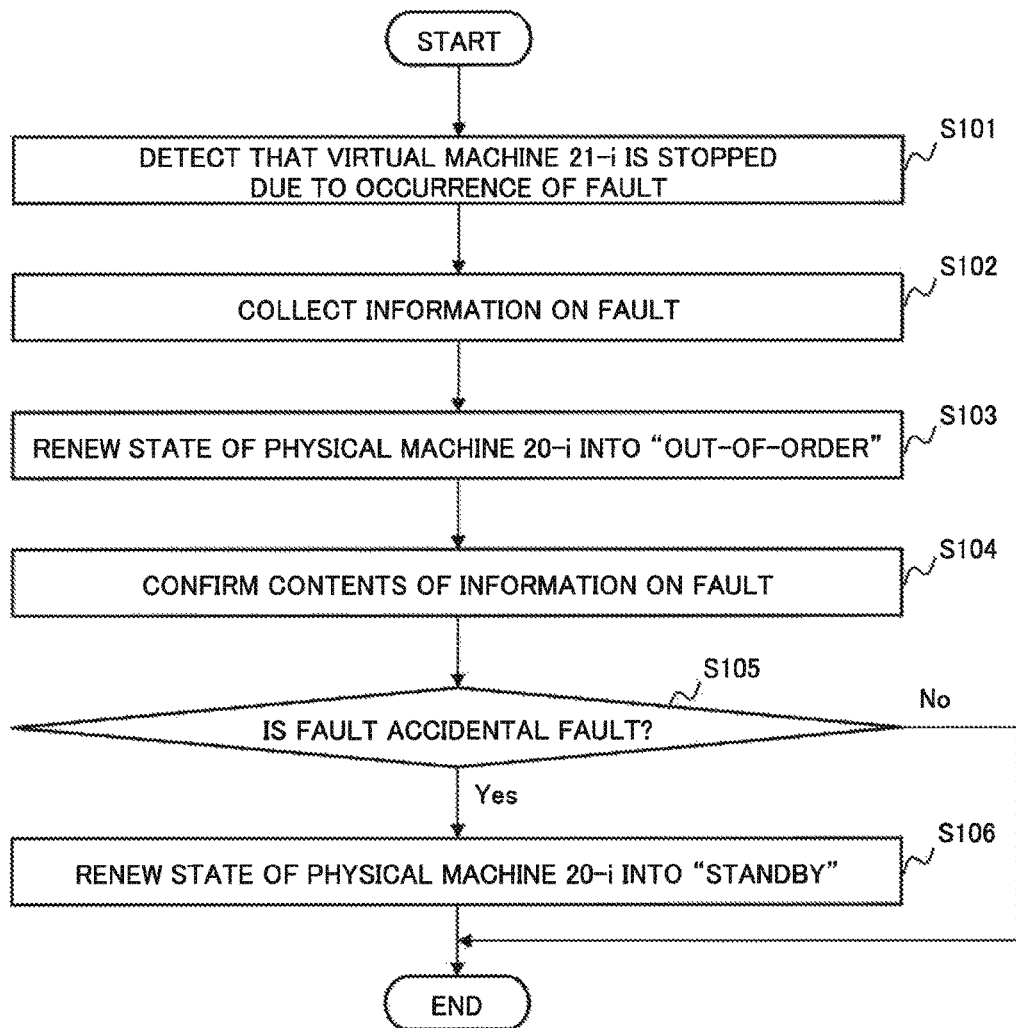 START
S101
DETECT THAT VIRTUAL MACHINE 21-i IS STOPPED
DUE TO OCCURRENCE OF FAULT
S102
COLLECT INFORMATION ON FAULT
S103
RENEW STATE OF PHYSICAL MACHINE 20-i INTO “OUT-OF-ORDER”
S104
CONFIRM CONTENTS OF INFORMATION ON FAULT
S105
IS FAULT ACCIDENTAL FAULT?
No
Yes
S106
RENEW STATE OF PHYSICAL MACHINE 20-i INTO “STANDBY”
END